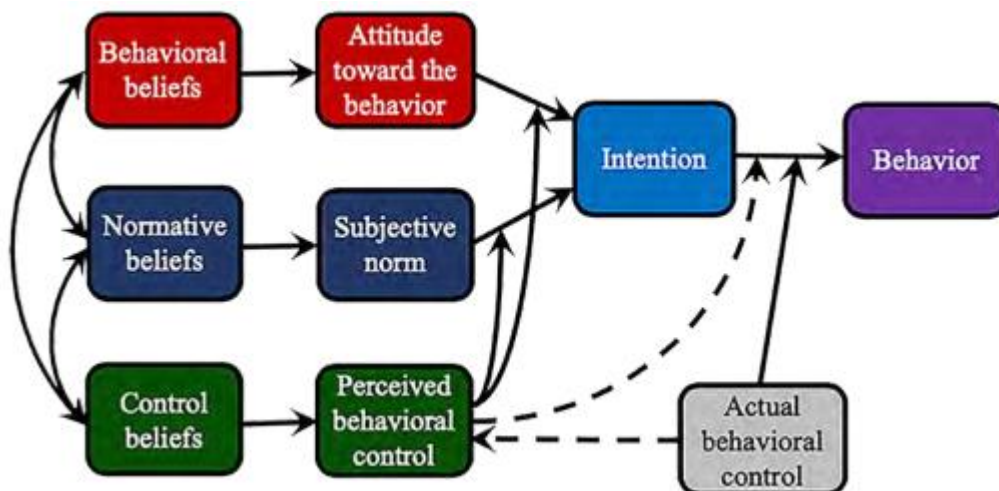 Behavioral
beliefs
Attitude
toward the
behavior
Intention
Behavior
Normative
beliefs
Subjective
norm
Control
beliefs
Perceived
behavioral
control
Actual
behavioral
control